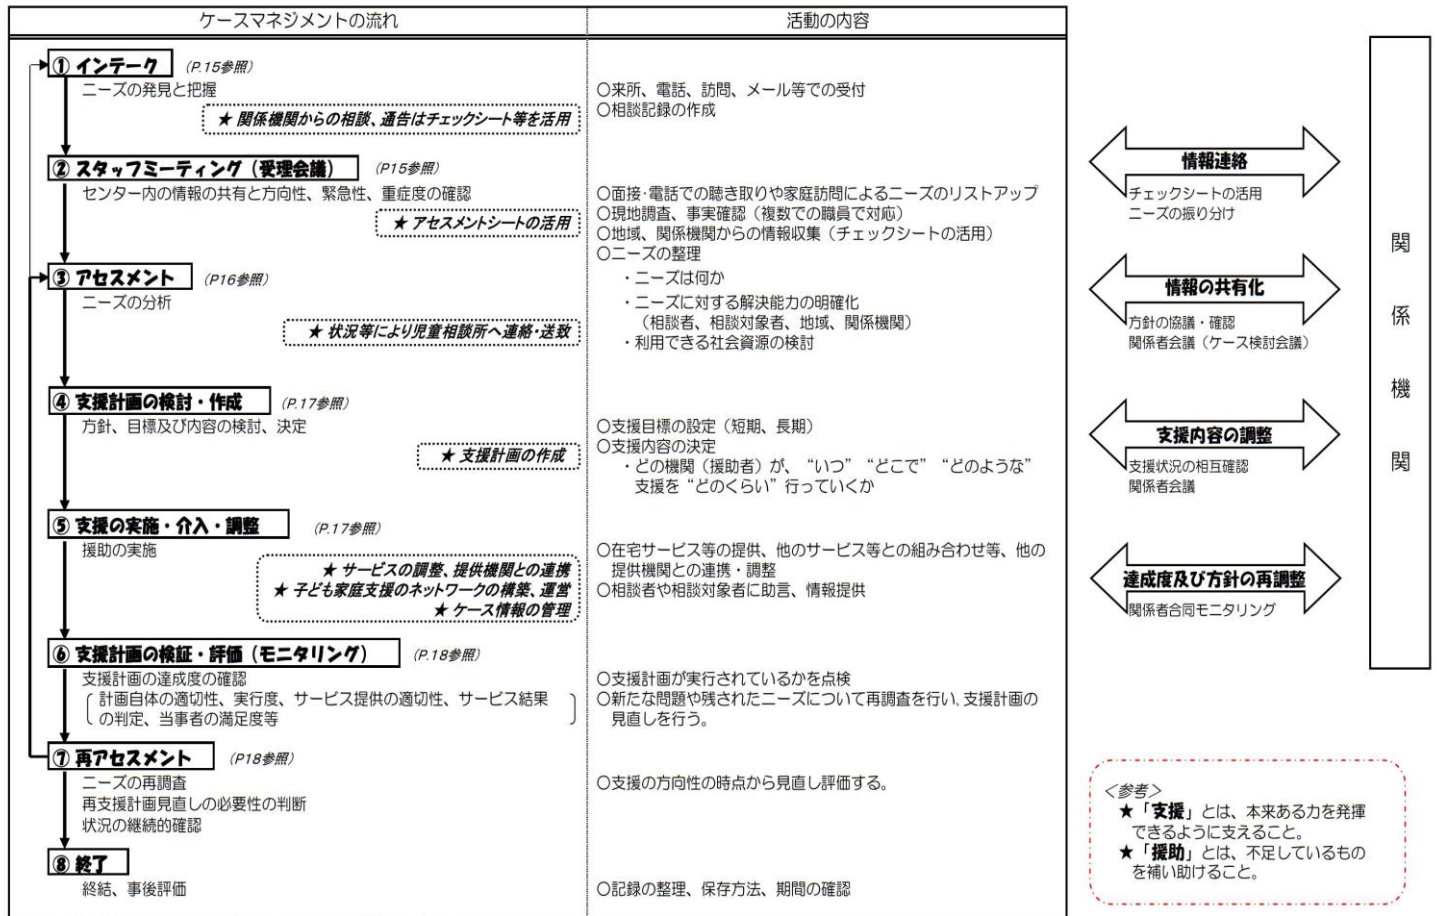 ケースマネジメントの流れ
活動の内容
① インテーク (P.15参照)
ニーズの発見と把握
★ 関係機関からの相談、通告はチェックシート等を活用
○来所、電話、訪問、メール等での受付
○相談記録の作成
② スタッフミーティング（受理会議） (P15参照)
センター内の情報の共有と方向性、緊急性、重症度の確認
★ アセスメントシートの活用
○面接・電話での聴き取りや家庭訪問によるニーズのリストアップ
○現地調査、事実確認（複数での職員で対応）
○地域、関係機関からの情報収集（チェックシートの活用）
○ニーズの整理
・ニーズは何か
・ニーズに対する解決能力の明確化
（相談者、相談対象者、地域、関係機関）
・利用できる社会資源の検討
③ アセスメント (P16参照)
ニーズの分析
★ 状況等により児童相談所へ連絡・送致
④ 支援計画の検討・作成 (P.17参照)
方針、目標及び内容の検討、決定
★ 支援計画の作成
○支援目標の設定（短期、長期）
○支援内容の決定
・どの機関（援助者）が、“いつ”“どこで”“どのような”
支援を“どのくらい”行っていくか
⑤ 支援の実施・介入・調整 (P.17参照)
援助の実施
★ サービスの調整、提供機関との連携
★ 子ども家庭支援のネットワークの構築、運営
★ ケース情報の管理
○在宅サービス等の提供、他のサービス等との組み合わせ等、他の
提供機関との連携・調整
○相談者や相談対象者に助言、情報提供
⑥ 支援計画の検証・評価（モニタリング） (P.18参照)
支援計画の達成度の確認
計画自体の適切性、実行度、サービス提供の適切性、サービス結果
の判定、当事者の満足度等
○支援計画が実行されているかを点検
○新たな問題や残されたニーズについて再調査を行い、支援計画の
見直しを行う。
⑦ 再アセスメント (P18参照)
ニーズの再調査
再支援計画見直しの必要性の判断
状況の継続的確認
○支援の方向性の時点から見直し評価する。
⑧ 終了
終結、事後評価
○記録の整理、保存方法、期間の確認
情報連絡
チェックシートの活用
ニーズの振り分け
情報の共有化
方針の協議・確認
関係者会議（ケース検討会議）
支援内容の調整
支援状況の相互確認
関係者会議
達成度及び方針の再調整
関係者合同モニタリング
関係機関
＜参考＞
★「支援」とは、本来ある力を発揮
できるように支えること。
★「援助」とは、不足しているもの
を補い助けること。